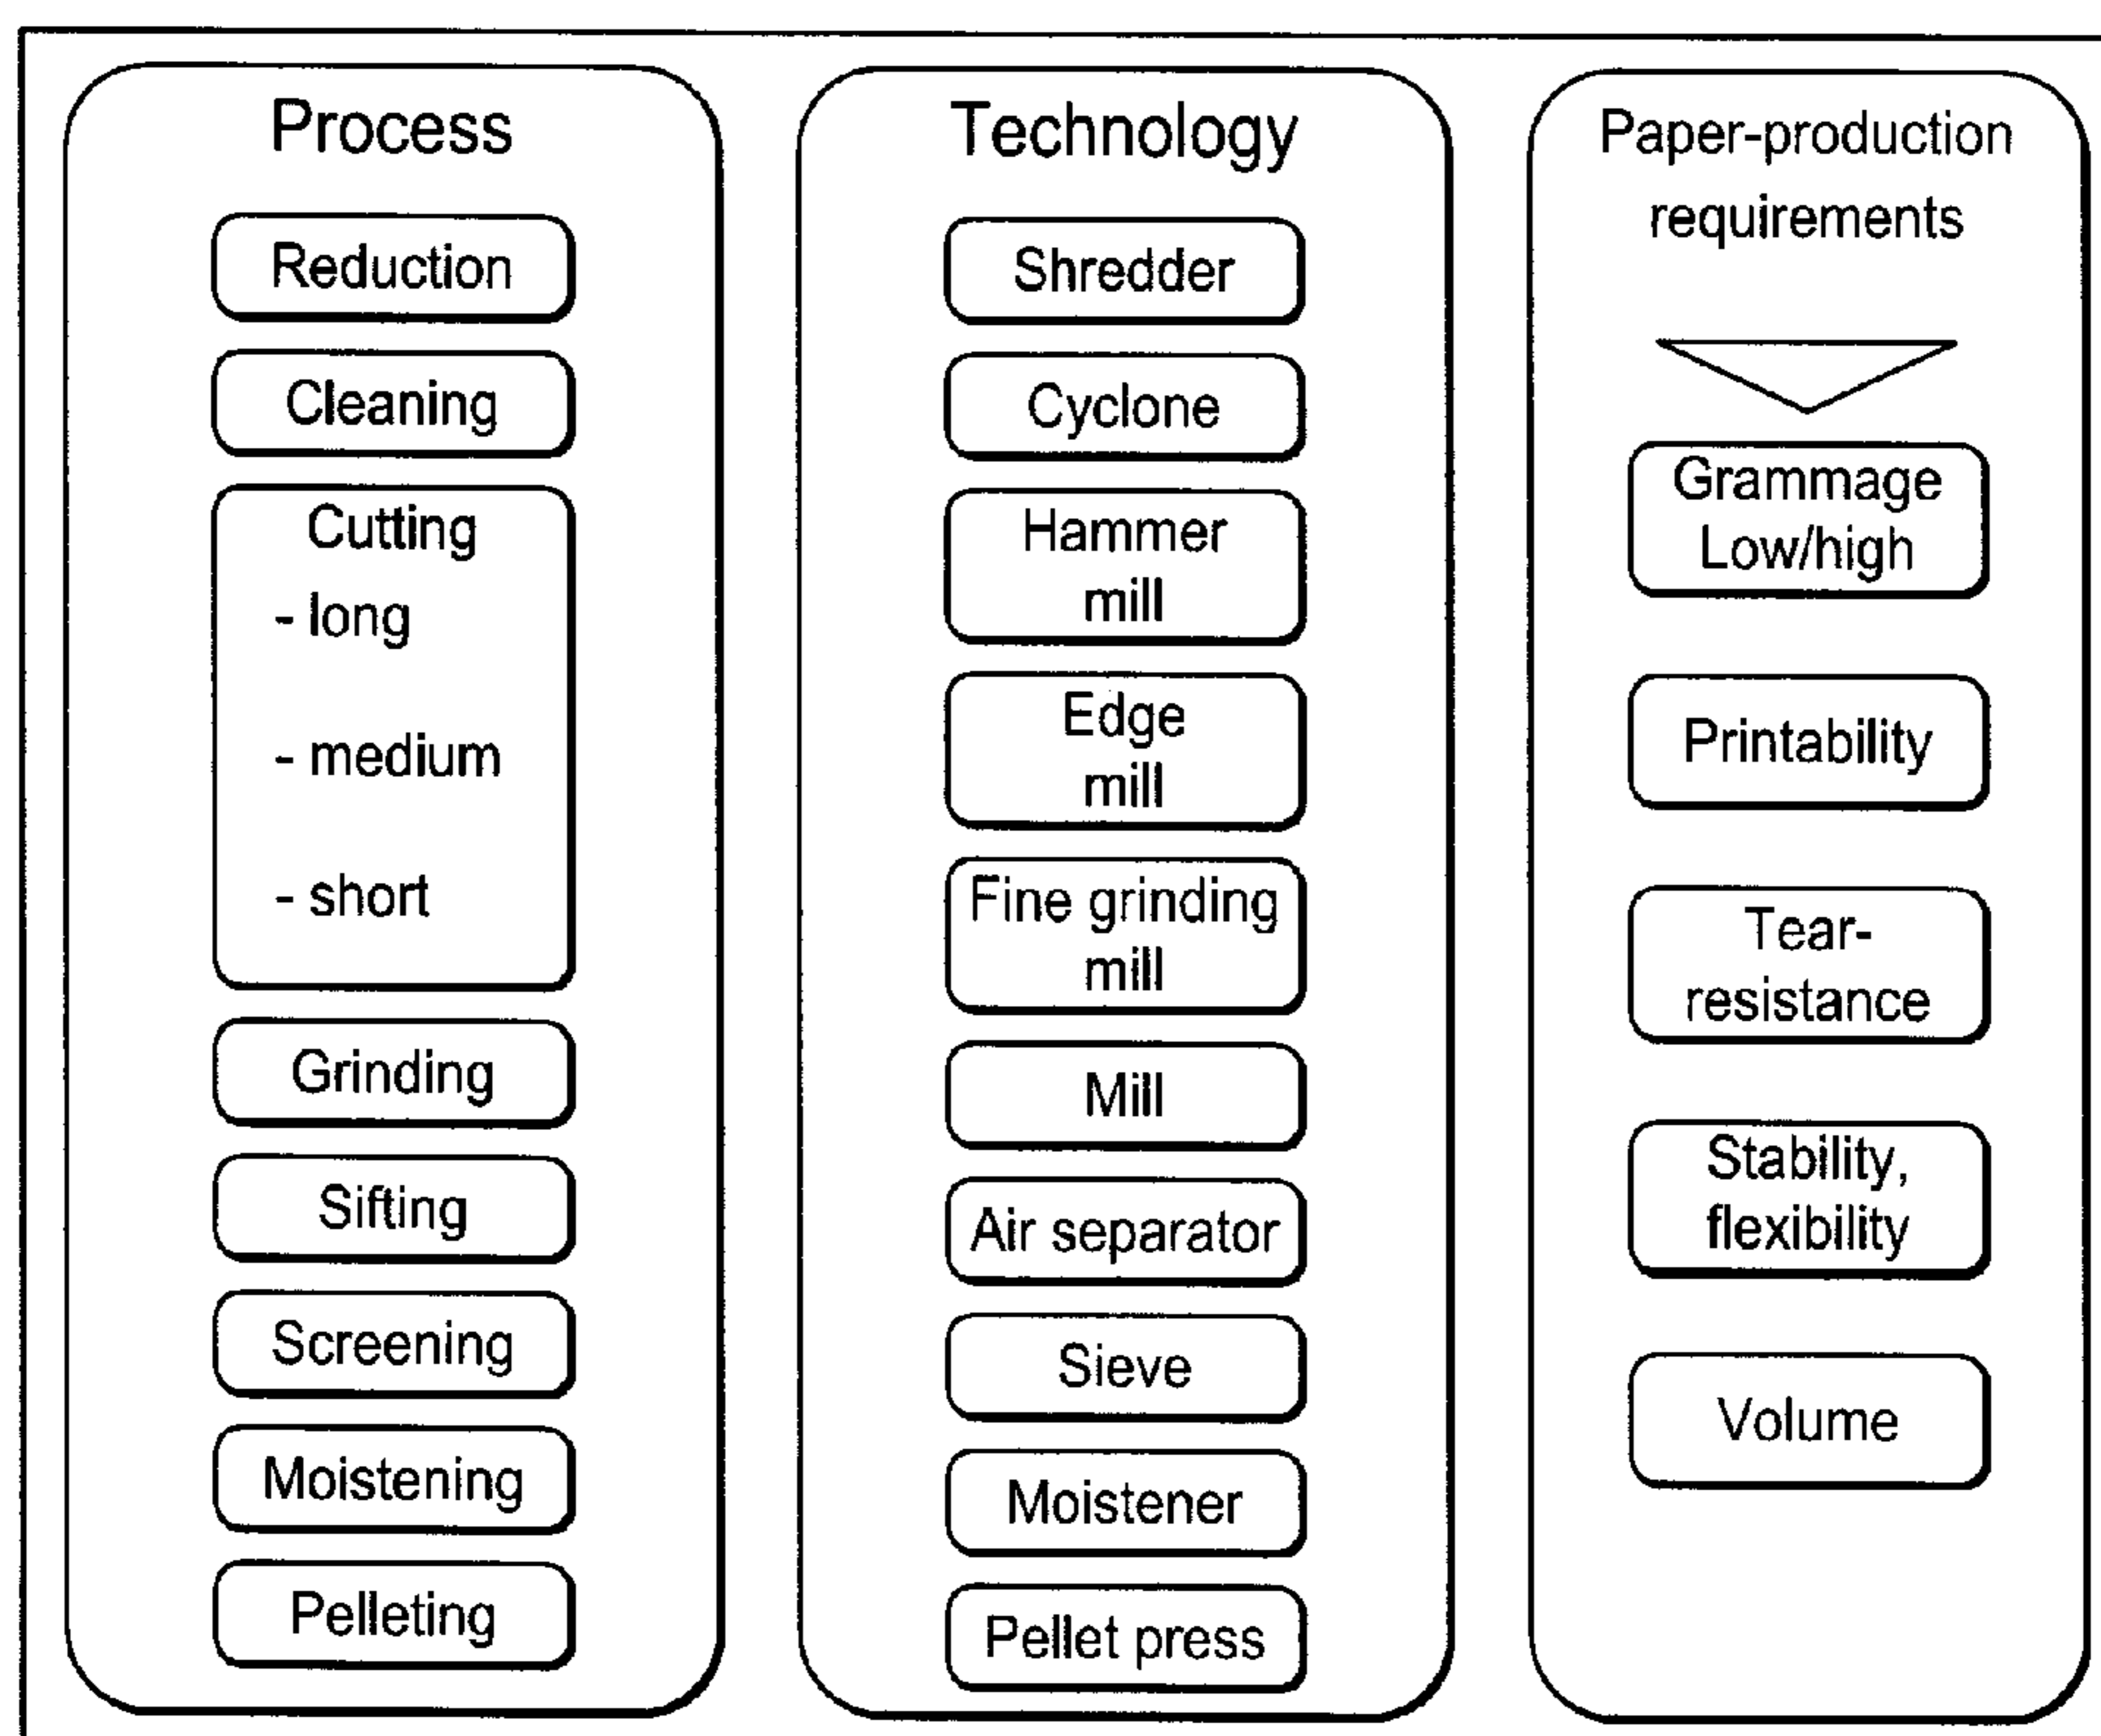 Process
Reduction
Cleaning
Cutting
- long
- medium
- short
Grinding
Sifting
Screening
Moistening
Pelleting
Technology
Shredder
Cyclone
Hammer
mill
Edge
mill
Fine grinding
mill
Mill
Air separator
Sieve
Moistener
Pellet press
Paper-production
requirements
Grammage
Low/high
Printability
Tear-
resistance
Stability,
flexibility
Volume